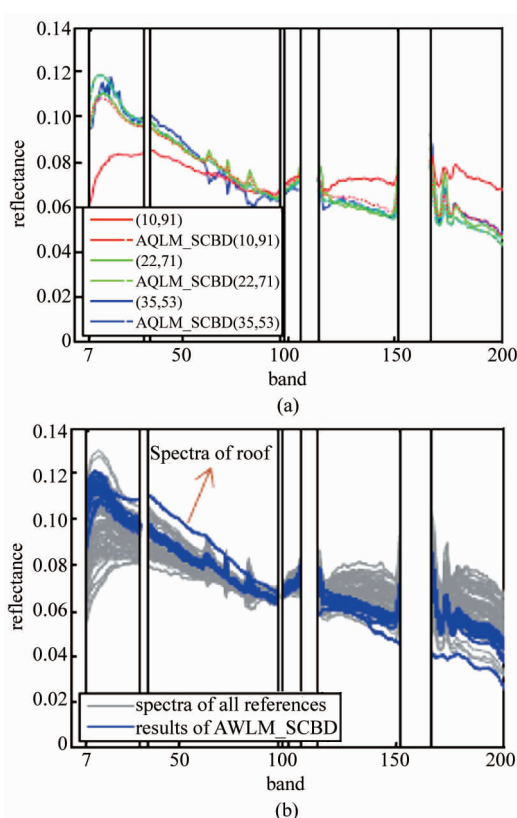 0.14
0.12
0.10
0.08
0.06
0.04
0.02
0
reflectance
(10,91)
AQLM_SCBD(10,91)
(22,71)
AQLM_SCBD(22,71)
(35,53)
AQLM_SCBD(35,53)
7 50 100 150 200
band
(a)
0.14
0.12
0.10
0.08
0.06
0.04
0.02
0
reflectance
Spectra of roof
spectra of all references
results of AWLM_SCBD
7 50 100 150 200
band
(b)